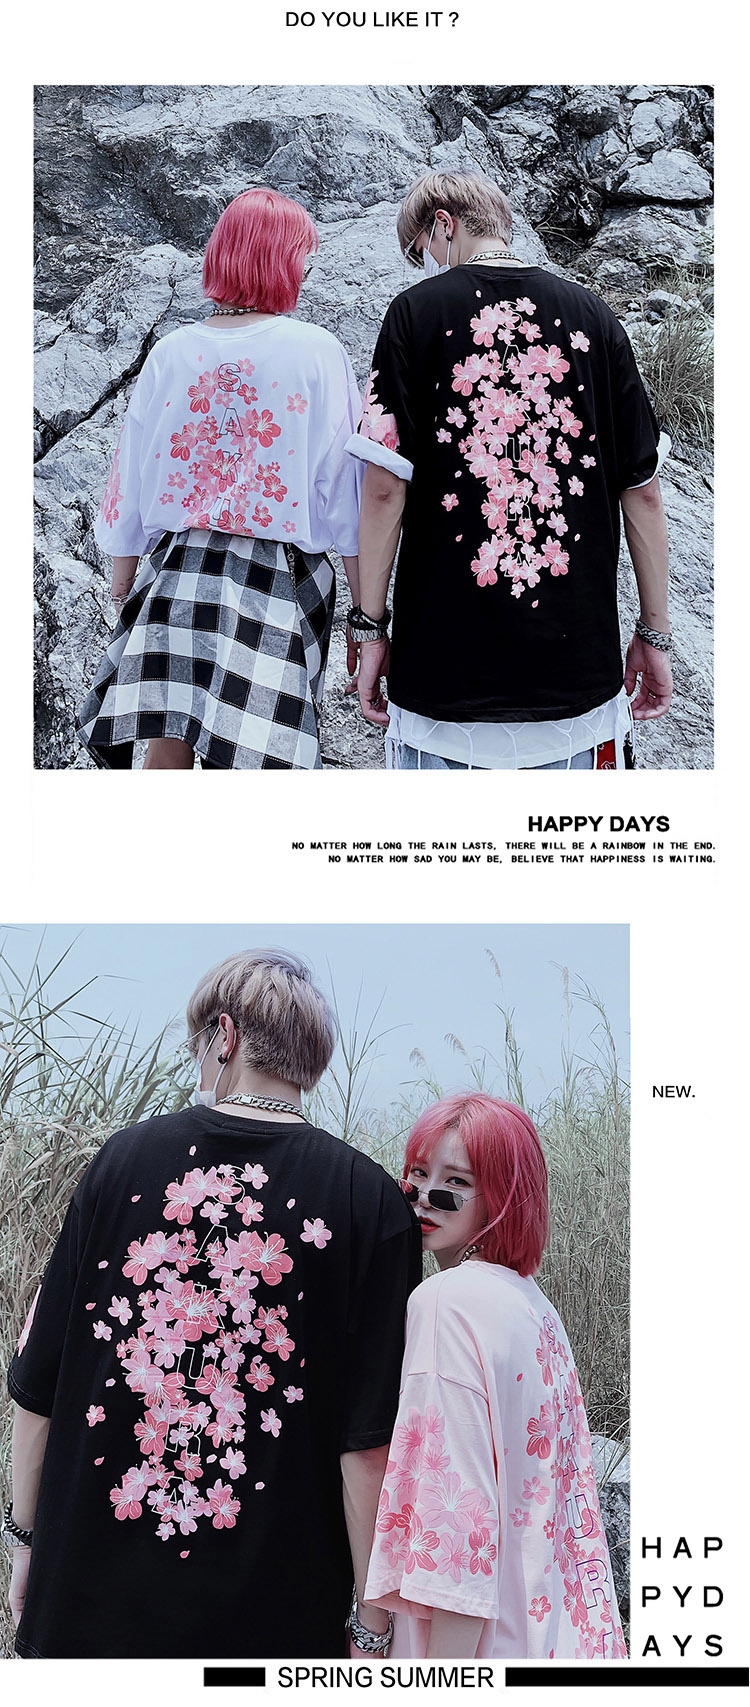 DO YOU LIKE IT ?
S
A
K
U
S
A
K
U
R
A
HAPPY DAYS
NO MATTER HOW LONG THE RAIN LASTS, THERE WILL BE A RAINBOW IN THE END.
NO MATTER HOW SAD YOU MAY BE, BELIEVE THAT HAPPINESS IS WAITING.
NEW.
S
A
K
U
R
A
S
A
K
U
R
HAP
PYD
AYS
SPRING SUMMER